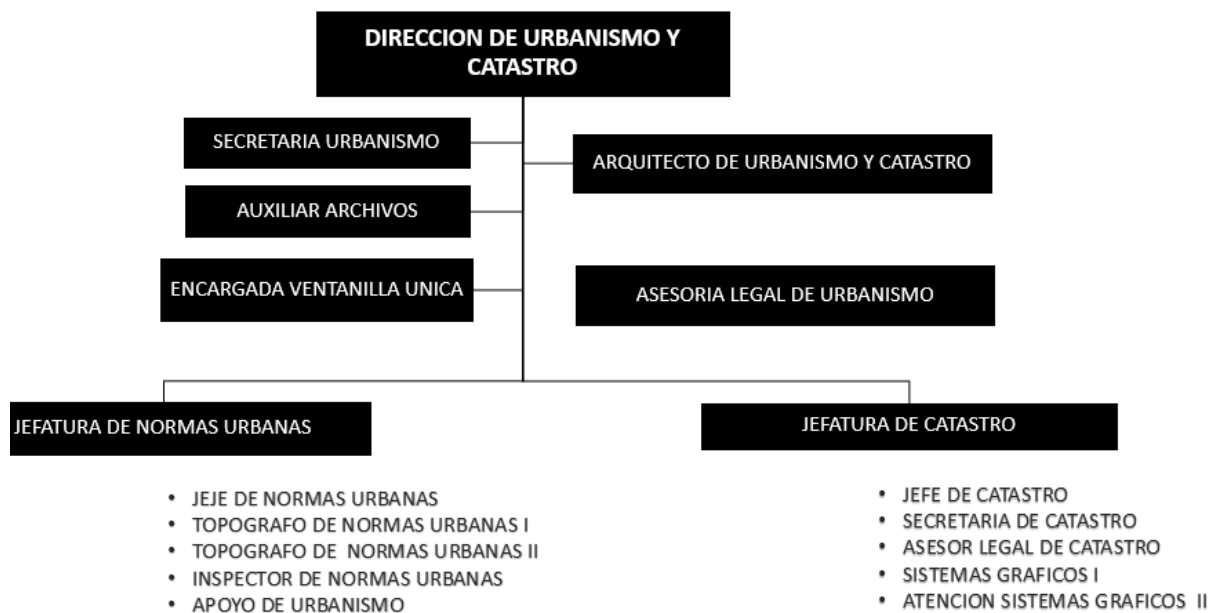 DIRECCION DE URBANISMO Y
CATASTRO
SECRETARIA URBANISMO
ARQUITECTO DE URBANISMO Y CATASTRO
AUXILIAR ARCHIVOS
ENCARGADA VENTANILLA UNICA
ASESORIA LEGAL DE URBANISMO
JEFATURA DE NORMAS URBANAS
• JEJE DE NORMAS URBANAS
• TOPOGRAFO DE NORMAS URBANAS I
• TOPOGRAFO DE NORMAS URBANAS II
• INSPECTOR DE NORMAS URBANAS
• APOYO DE URBANISMO
JEFATURA DE CATASTRO
• JEFE DE CATASTRO
• SECRETARIA DE CATASTRO
• ASESOR LEGAL DE CATASTRO
• SISTEMAS GRAFICOS I
• ATENCION SISTEMAS GRAFICOS II